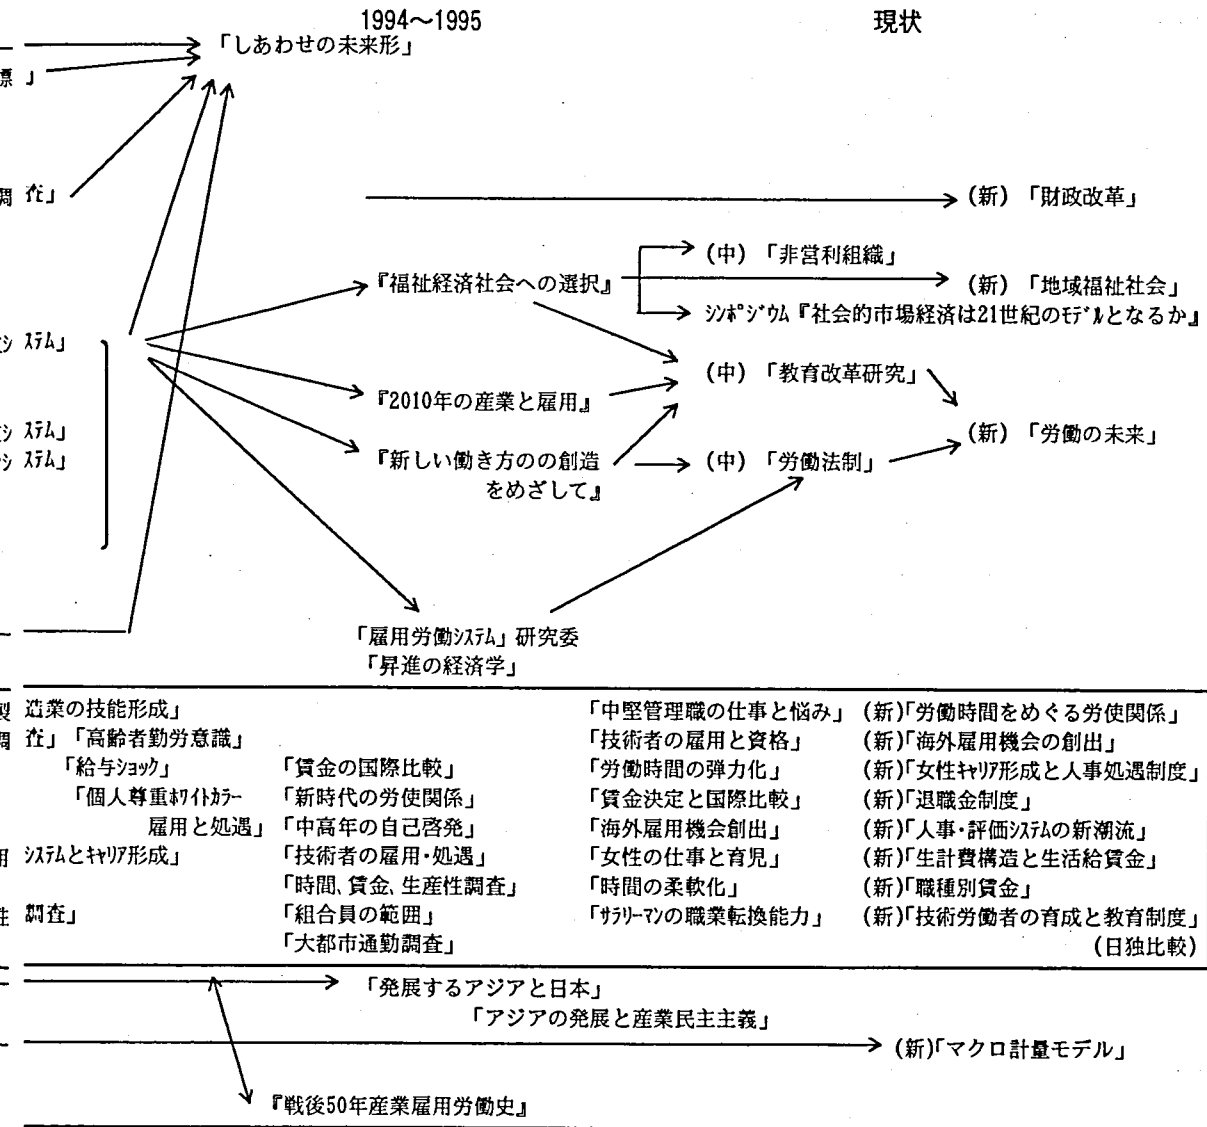 1994〜1995
現状
「しあわせの未来形」
標 」
調 査」
(新) 「財政改革」
(中) 「非営利組織」
『福祉経済社会への選択』
(新) 「地域福祉社会」
ｼﾝﾎﾟｼﾞｳﾑ『社会的市場経済は21世紀のﾓﾃﾞﾙとなるか』
ｼ ｽﾃﾑ」
(中) 「教育改革研究」
『2010年の産業と雇用』
ｼ ｽﾃﾑ」
(新) 「労働の未来」
ｼ ｽﾃﾑ」
『新しい働き方のの創造
(中) 「労働法制」
をめざして』
「雇用労働ｼｽﾃﾑ」研究委
「昇進の経済学」
製 造業の技能形成」
「中堅管理職の仕事と悩み」 (新)「労働時間をめぐる労使関係」
調 査」「高齢者勤労意識」
「技術者の雇用と資格」 (新)「海外雇用機会の創出」
「給与ｼｮｯｸ」 「賃金の国際比較」 「労働時間の弾力化」 (新)「女性ｷｬﾘｱ形成と人事処遇制度」
「個人尊重ﾎﾜｲﾄｶﾗｰ 「新時代の労使関係」 「賃金決定と国際比較」 (新)「退職金制度」
雇用と処遇」 「中高年の自己啓発」 「海外雇用機会創出」 (新)「人事・評価ｼｽﾃﾑの新潮流」
用 ｼｽﾃﾑとｷｬﾘｱ形成」 「技術者の雇用・処遇」 「女性の仕事と育児」 (新)「生計費構造と生活給賃金」
「時間、賃金、生産性調査」 「時間の柔軟化」 (新)「職種別賃金」
性 調査」 「組合員の範囲」 「ｻﾗﾘｰﾏﾝの職業転換能力」 (新)「技術労働者の育成と教育制度」
「大都市通勤調査」 (日独比較)
「発展するアジアと日本」
「アジアの発展と産業民主主義」
(新)「マクロ計量モデル」
『戦後50年産業雇用労働史』